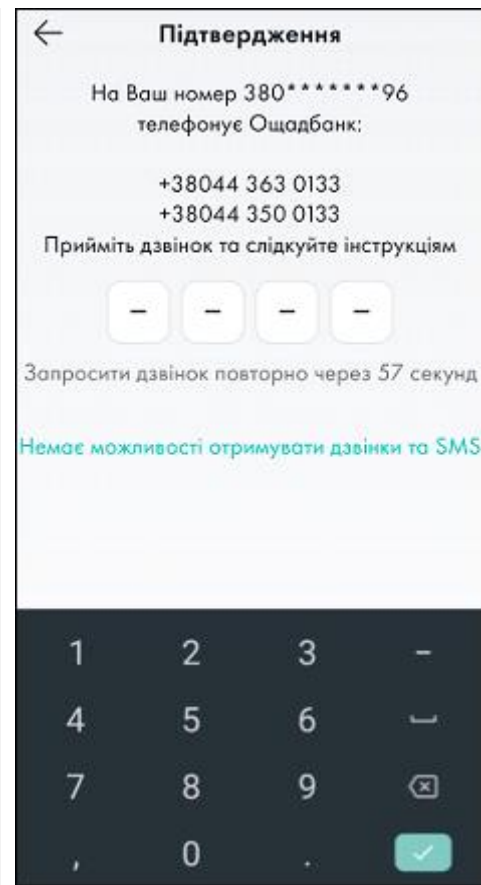 Підтвердження
На Ваш номер 380*******96
телефонує Ощадбанк:
+38044 363 0133
+38044 350 0133
Прийміть дзвінок та слідкуйте інструкціям
– – – –
Запросити дзвінок повторно через 57 секунд
Немає можливості отримувати дзвінки та SMS
1 2 3 –
4 5 6
7 8 9
, 0 .